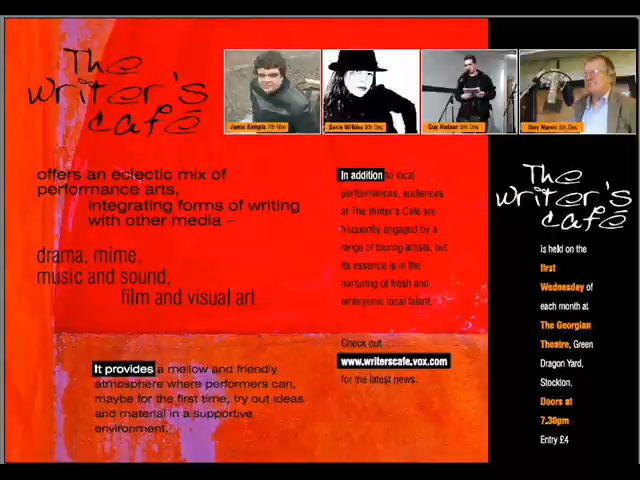 The
Writer's
café
offers an eclectic mix of
performance arts,
integrating forms of writing
with other media –
drama, mime,
music and sound,
film and visual art
It provides a mellow and friendly
atmosphere where performers can,
maybe for the first time, try out ideas
and material in a supportive
environment.
Jamie Sample 7th Nov
5th Dec
Guy Hudson 5th Dec
Tony Morris 5th Dec
In addition to local
performances, audiences
at The Writer's Cafe are
frequently engaged by a
range of touring artists, but
its essence is in the
nurturing of fresh and
embryonic local talent.
Check out
www.writerscafe.vox.com
for the latest news.
The
Writer's
café
is held on the
first
Wednesday of
each month at
The Georgian
Theatre, Green
Dragon Yard,
Stockton.
Doors at
7.30pm
Entry £4